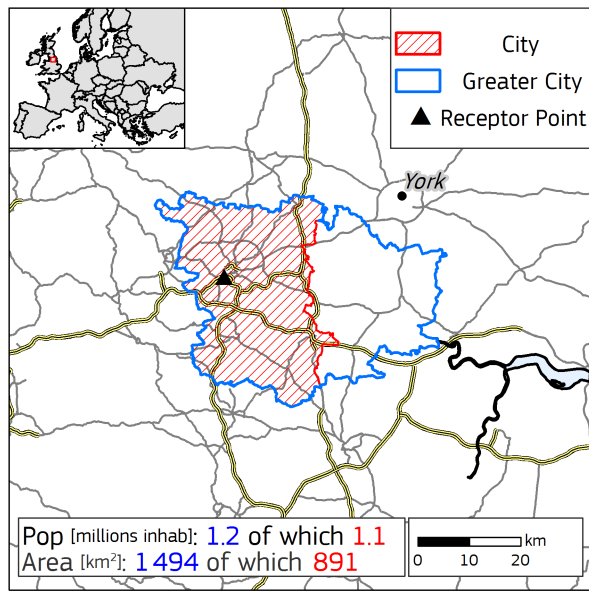 City
Greater City
Receptor Point
York
Pop [millions inhab]: 1.2 of which 1.1
Area [km²]: 1 494 of which 891
km
0 10 20